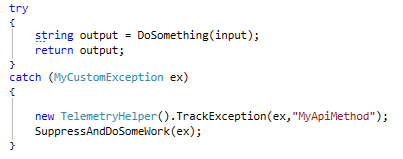 try
{
string output = DoSomething(input);
return output;
}
catch (MyCustomException ex)
{
new TelemetryHelper().TrackException(ex,"MyApiMethod");
SuppressAndDoSomeWork(ex);
}